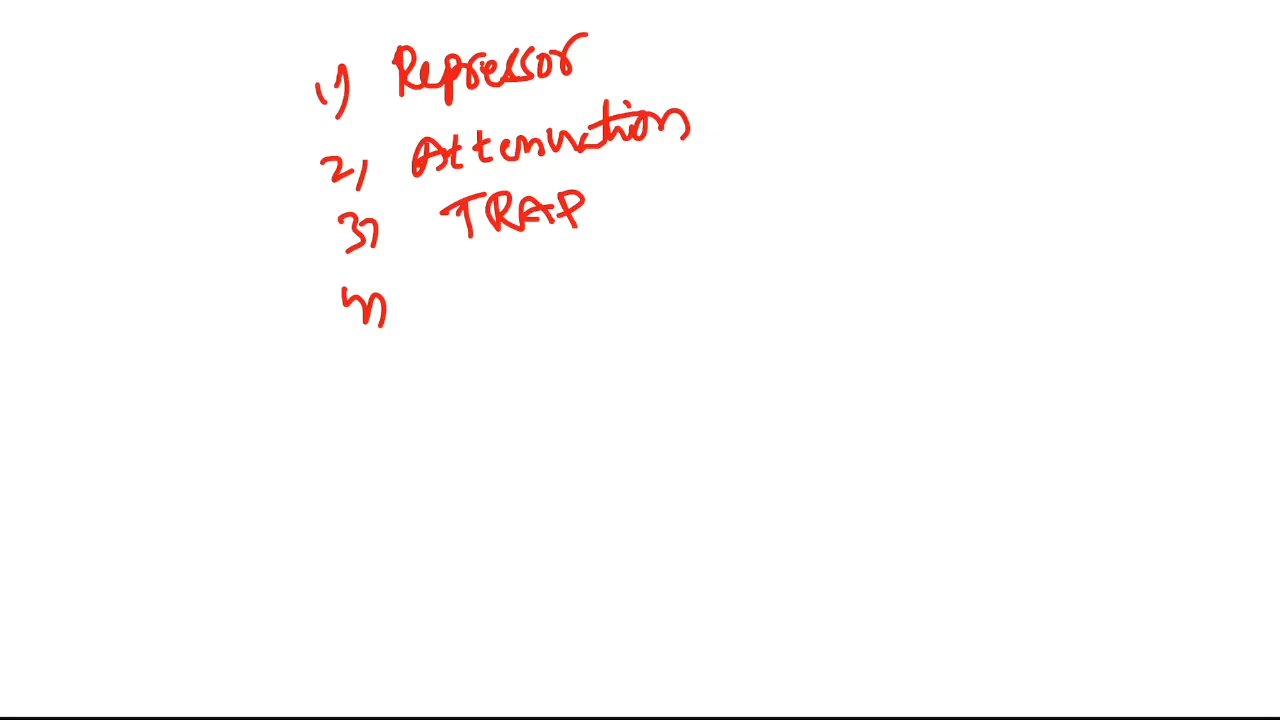 1) Repressor
2) Attenuation
3) TRAP
4)